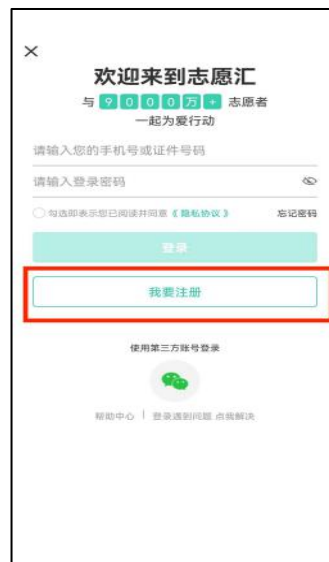 欢迎来到志愿汇
与 9000万+ 志愿者
一起为爱行动
请输入您的手机号或证件号码
请输入登录密码
勾选即表示您已阅读并同意《隐私协议》 忘记密码
登录
我要注册
使用第三方账号登录
帮助中心 | 登录遇到问题 点我解决